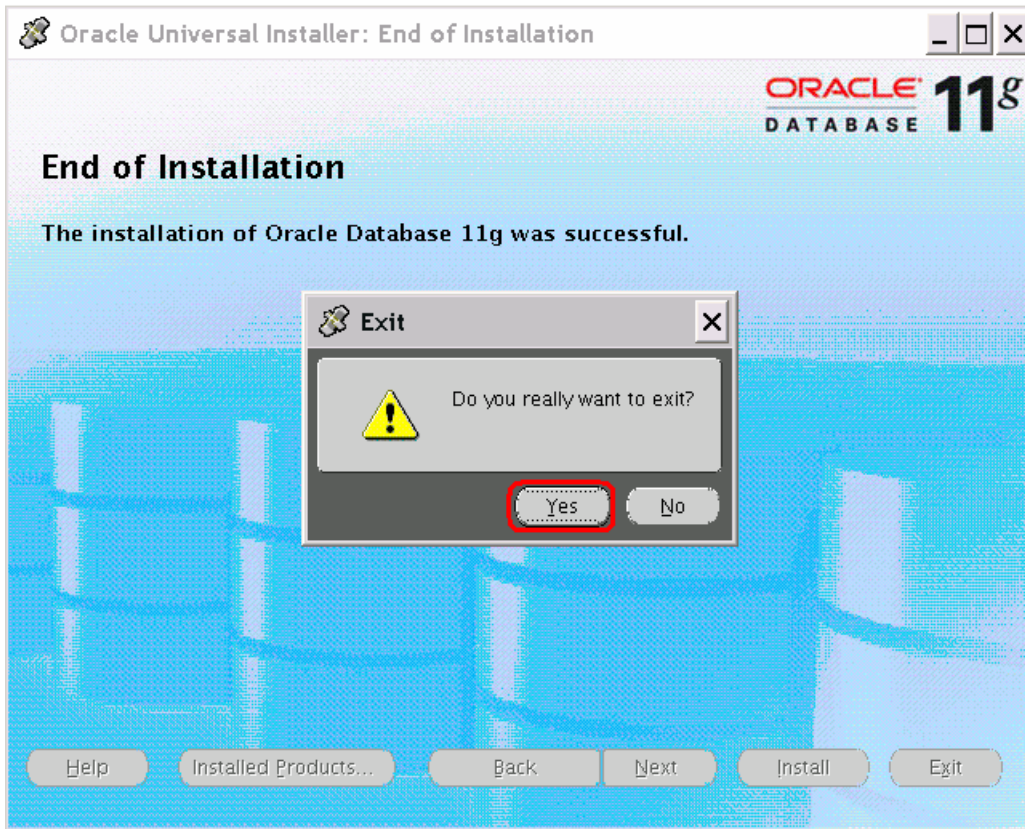 Oracle Universal Installer: End of Installation
ORACLE 11g
DATABASE
End of Installation
The installation of Oracle Database 11g was successful.
Exit
Do you really want to exit?
Yes No
Help Installed Products... Back Next Install Exit